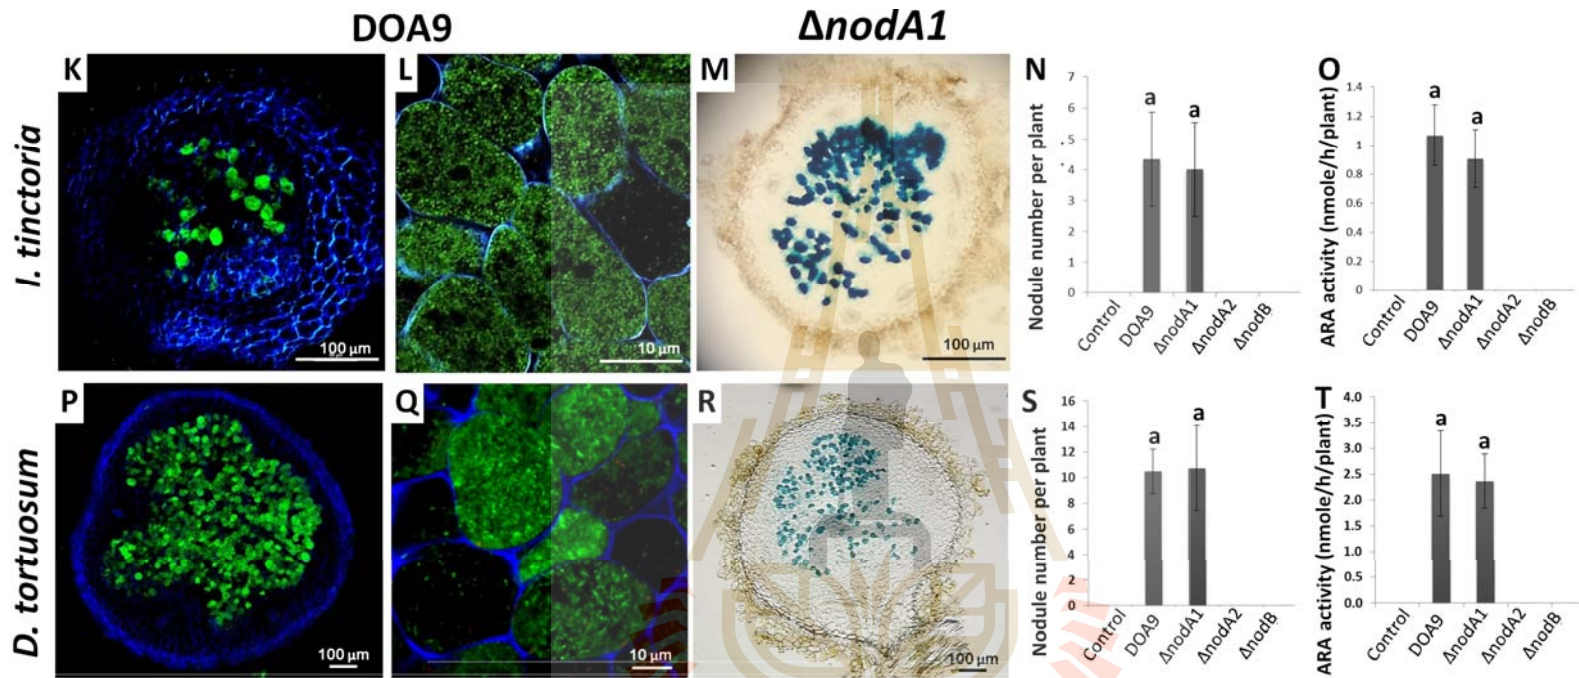 DOA9
ΔnodA1
I. tinctoria
K
100 µm
L
10 µm
M
100 µm
N
Nodule number per plant
7
6
5
4
3
2
1
0
a
a
Control
DOA9
ΔnodA1
ΔnodA2
ΔnodB
O
ARA activity (nmole/h/plant)
1.4
1.2
1
0.8
0.6
0.4
0.2
0
a
a
Control
DOA9
ΔnodA1
ΔnodA2
ΔnodB
D. tortuosum
P
100 µm
Q
10 µm
R
100 µm
S
Nodule number per plant
16
14
12
10
8
6
4
2
0
a
a
Control
DOA9
ΔnodA1
ΔnodA2
ΔnodB
T
ARA activity (nmole/h/plant)
4.0
3.5
3.0
2.5
2.0
1.5
1.0
0.5
0.0
a
a
Control
DOA9
ΔnodA1
ΔnodA2
ΔnodB